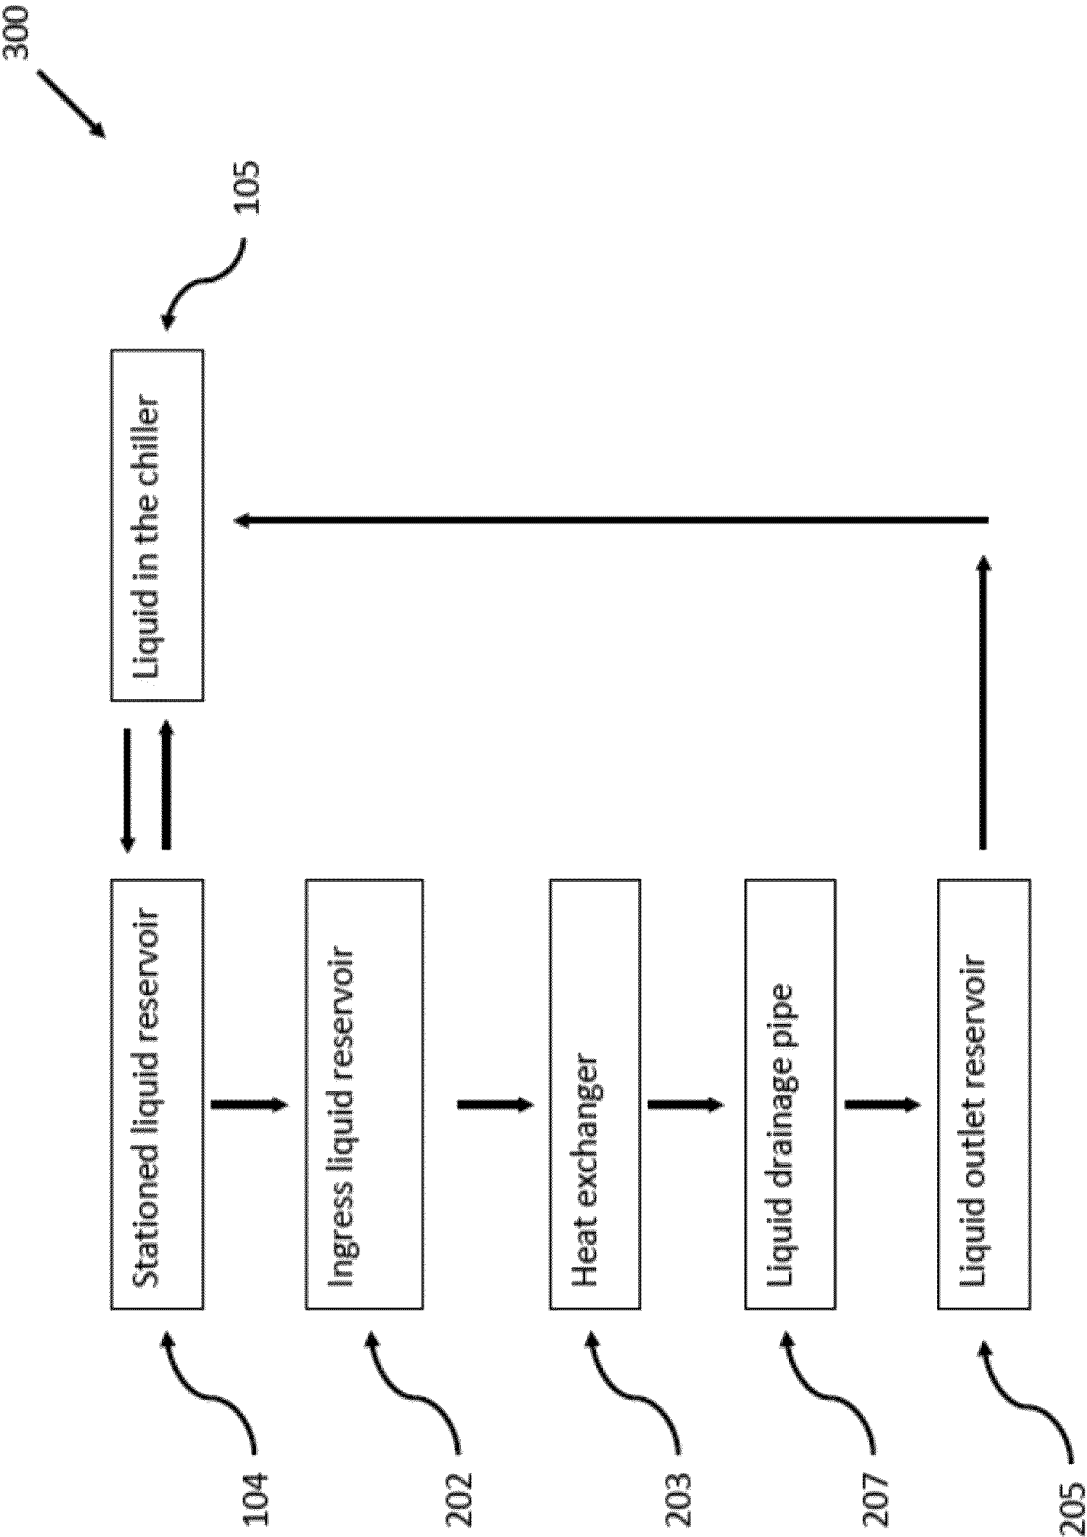 300
Stationed liquid reservoir
Liquid in the chiller
104
105
Ingress liquid reservoir
202
Heat exchanger
203
Liquid drainage pipe
207
Liquid outlet reservoir
205